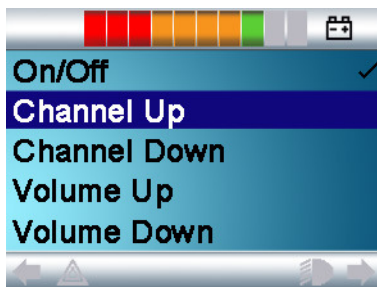 On/Off
Channel Up
Channel Down
Volume Up
Volume Down